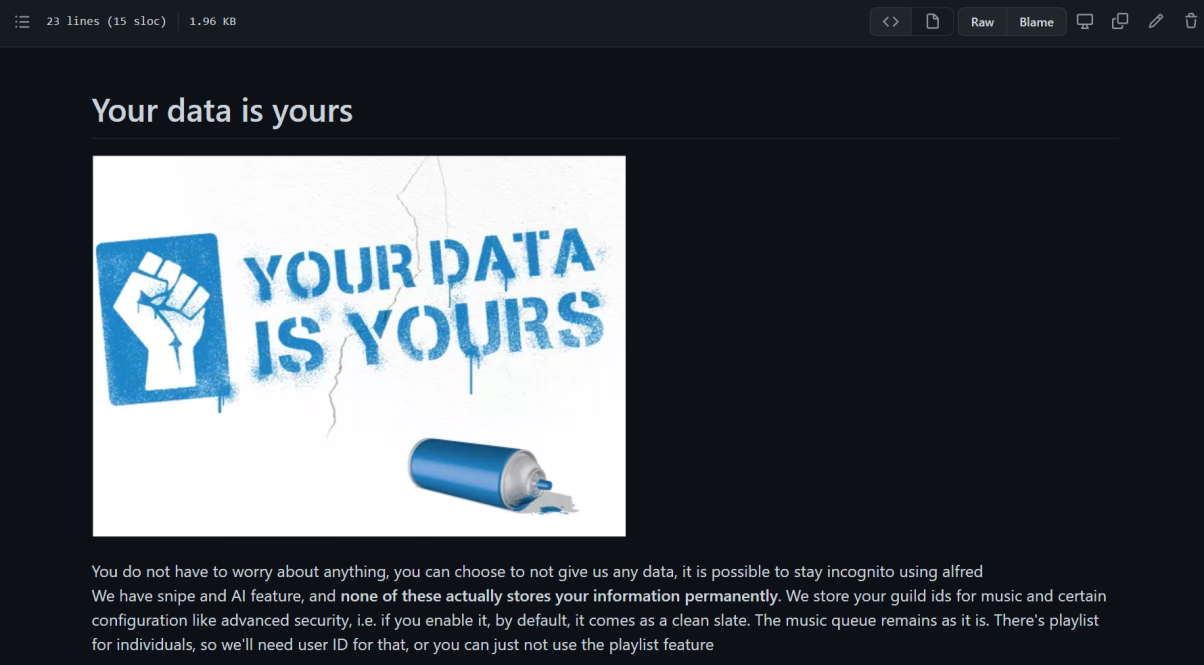 23 lines (15 sloc) 1.96 KB
Raw Blame
Your data is yours
YOUR DATA
IS YOURS
You do not have to worry about anything, you can choose to not give us any data, it is possible to stay incognito using alfred
We have snipe and AI feature, and none of these actually stores your information permanently. We store your guild ids for music and certain
configuration like advanced security, i.e. if you enable it, by default, it comes as a clean slate. The music queue remains as it is. There's playlist
for individuals, so we'll need user ID for that, or you can just not use the playlist feature